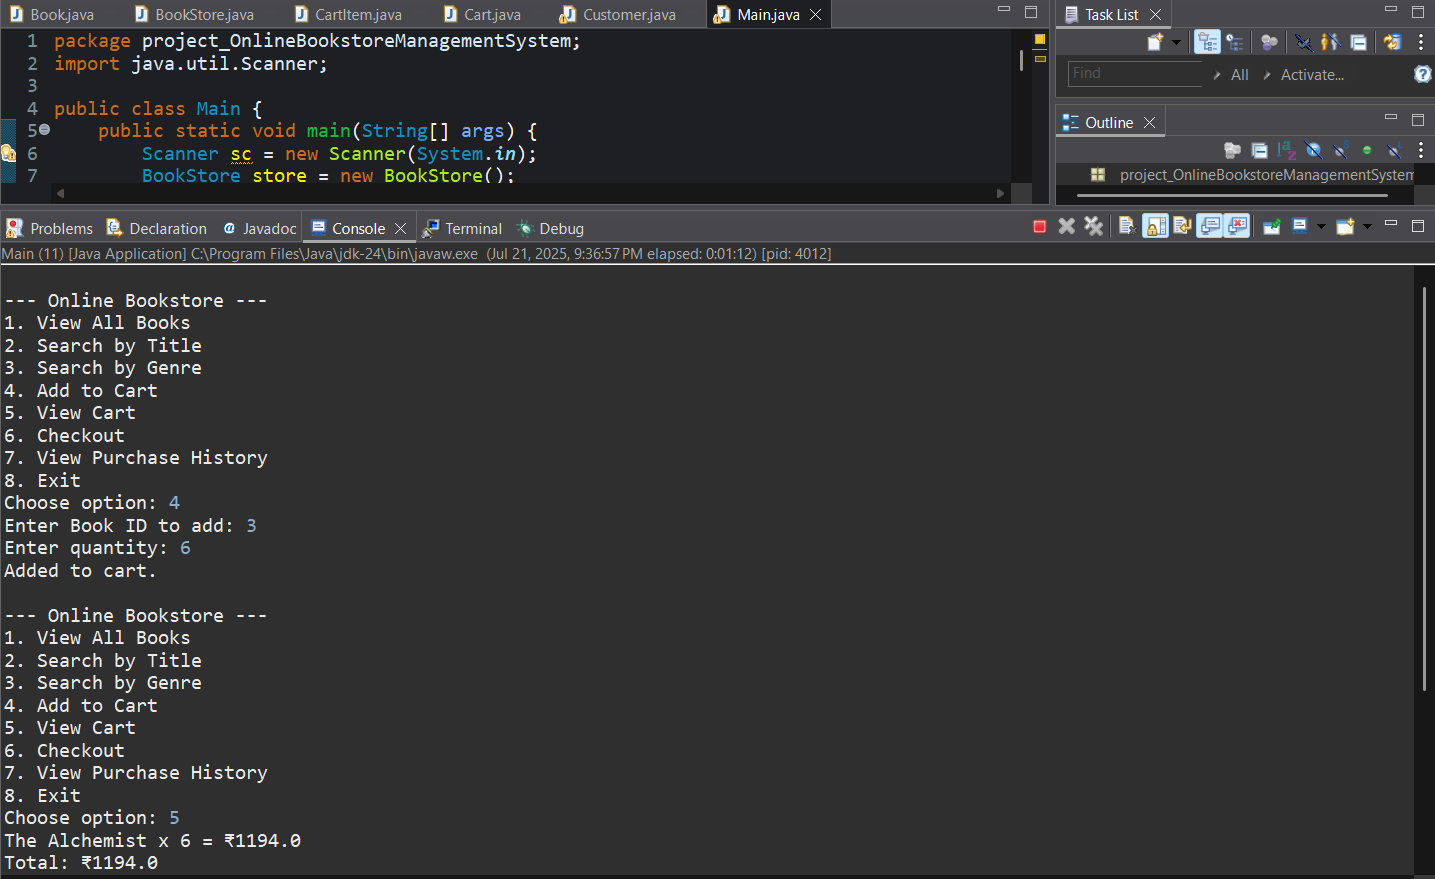 Book.java BookStore.java CartItem.java Cart.java Customer.java Main.java
1 package project_OnlineBookstoreManagementSystem;
2 import java.util.Scanner;
3
4 public class Main {
5 public static void main(String[] args) {
6 Scanner sc = new Scanner(System.in);
7 BookStore store = new BookStore();
Task List
Find All Activate...
Outline
project_OnlineBookstoreManagementSystem
Problems Declaration Javadoc Console Terminal Debug
Main (11) [Java Application] C:\Program Files\Java\jdk-24\bin\javaw.exe (Jul 21, 2025, 9:36:57 PM elapsed: 0:01:12) [pid: 4012]
--- Online Bookstore ---
1. View All Books
2. Search by Title
3. Search by Genre
4. Add to Cart
5. View Cart
6. Checkout
7. View Purchase History
8. Exit
Choose option: 4
Enter Book ID to add: 3
Enter quantity: 6
Added to cart.
--- Online Bookstore ---
1. View All Books
2. Search by Title
3. Search by Genre
4. Add to Cart
5. View Cart
6. Checkout
7. View Purchase History
8. Exit
Choose option: 5
The Alchemist x 6 = ₹1194.0
Total: ₹1194.0